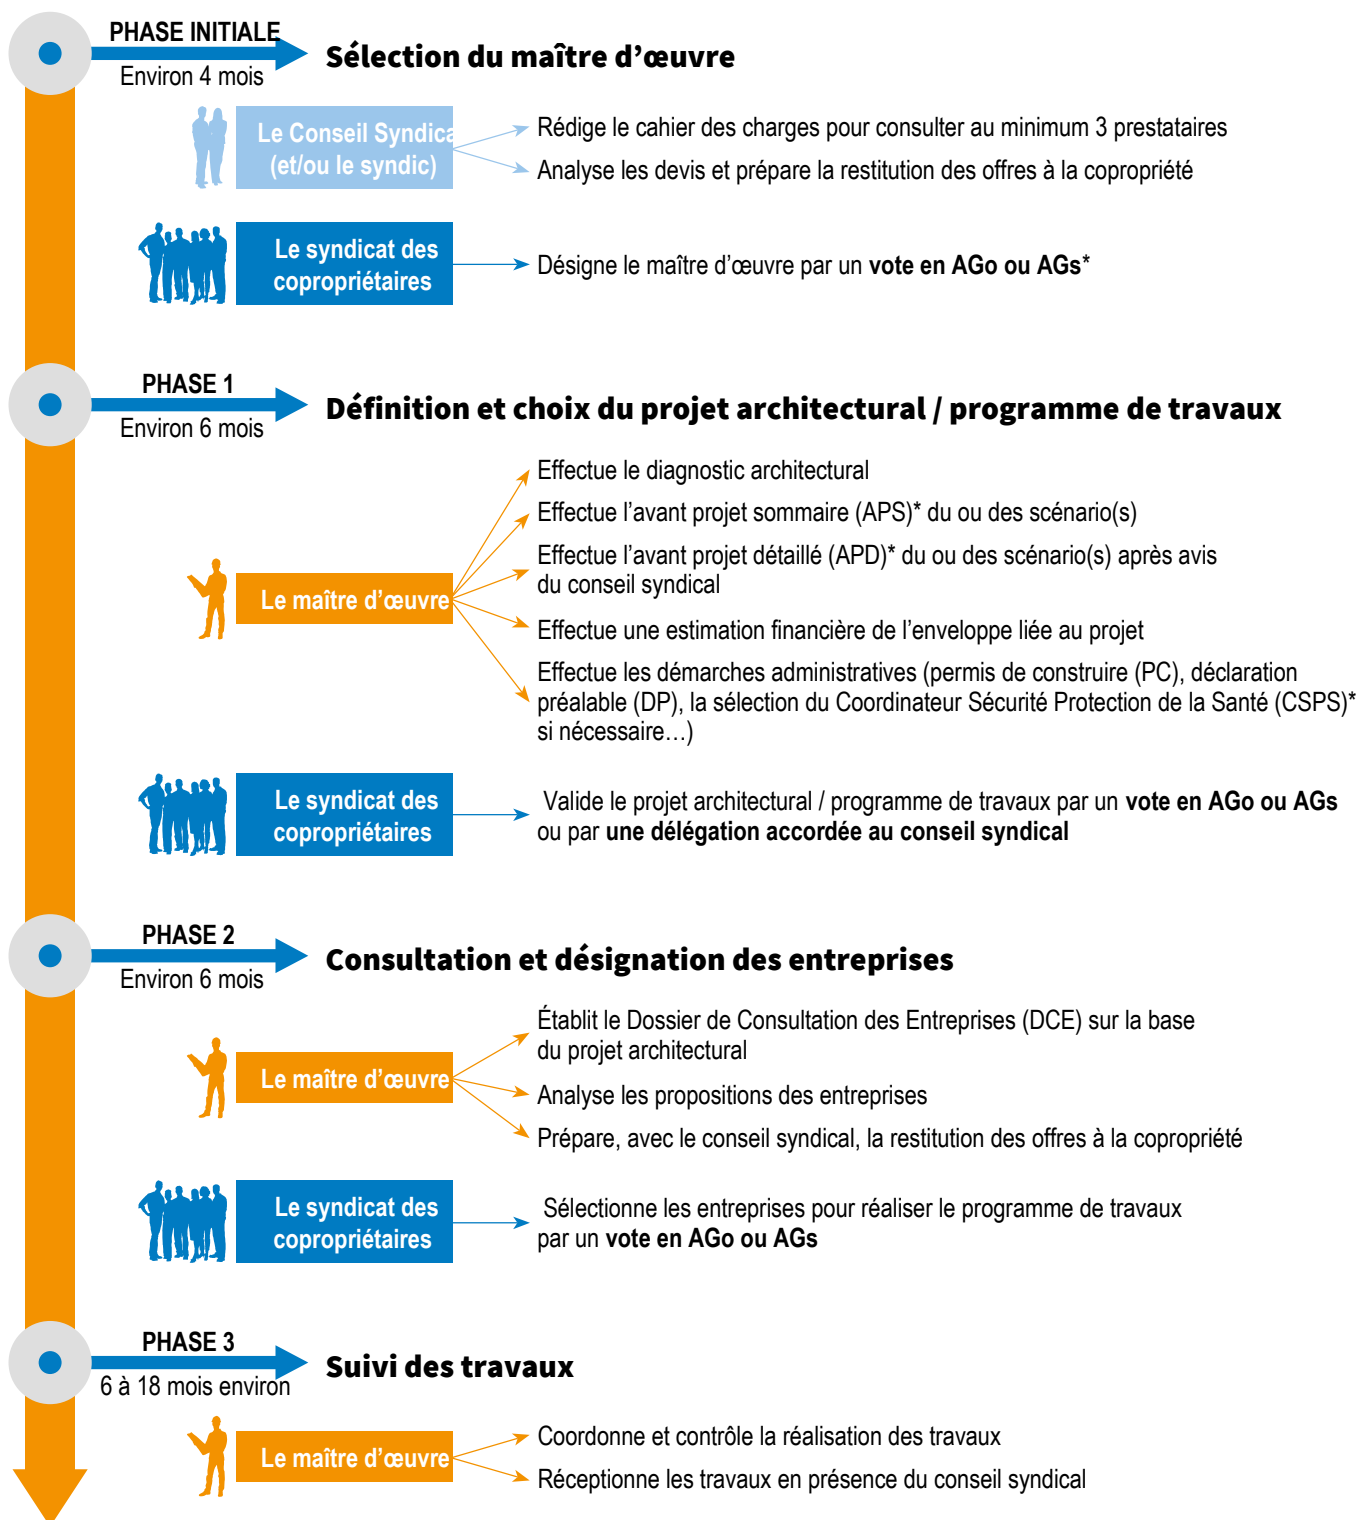 PHASE INITIALE
Environ 4 mois
Sélection du maître d’œuvre
Le Conseil Syndica
(et/ou le syndic)
Rédige le cahier des charges pour consulter au minimum 3 prestataires
Analyse les devis et prépare la restitution des offres à la copropriété
Le syndicat des
copropriétaires
Désigne le maître d’œuvre par un vote en AGo ou AGs*
PHASE 1
Environ 6 mois
Définition et choix du projet architectural / programme de travaux
Le maître d’œuvre
Effectue le diagnostic architectural
Effectue l’avant projet sommaire (APS)* du ou des scénario(s)
Effectue l’avant projet détaillé (APD)* du ou des scénario(s) après avis
du conseil syndical
Effectue une estimation financière de l’enveloppe liée au projet
Effectue les démarches administratives (permis de construire (PC), déclaration
préalable (DP), la sélection du Coordinateur Sécurité Protection de la Santé (CSPS)*
si nécessaire…)
Le syndicat des
copropriétaires
Valide le projet architectural / programme de travaux par un vote en AGo ou AGs
ou par une délégation accordée au conseil syndical
PHASE 2
Environ 6 mois
Consultation et désignation des entreprises
Le maître d’œuvre
Établit le Dossier de Consultation des Entreprises (DCE) sur la base
du projet architectural
Analyse les propositions des entreprises
Prépare, avec le conseil syndical, la restitution des offres à la copropriété
Le syndicat des
copropriétaires
Sélectionne les entreprises pour réaliser le programme de travaux
par un vote en AGo ou AGs
PHASE 3
6 à 18 mois environ
Suivi des travaux
Le maître d’œuvre
Coordonne et contrôle la réalisation des travaux
Réceptionne les travaux en présence du conseil syndical